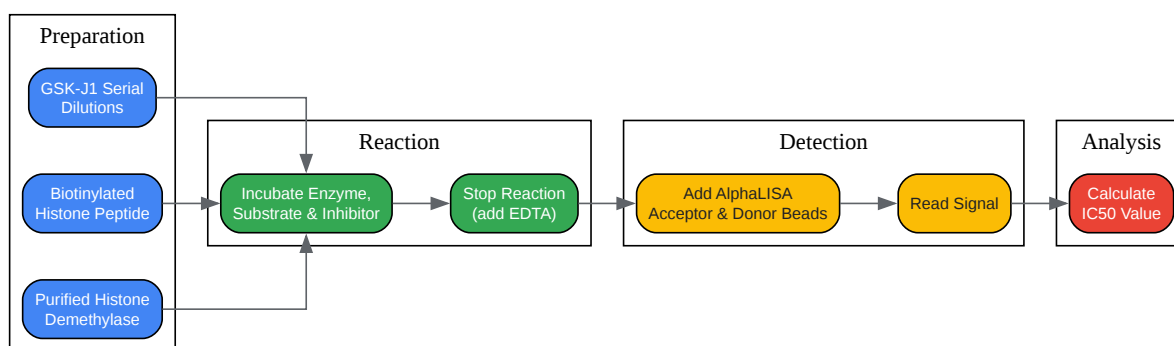 Preparation
GSK-J1 Serial
Dilutions
Biotinylated
Histone Peptide
Purified Histone
Demethylase
Reaction
Incubate Enzyme,
Substrate & Inhibitor
Stop Reaction
(add EDTA)
Detection
Add AlphaLISA
Acceptor & Donor Beads
Read Signal
Analysis
Calculate
IC50 Value